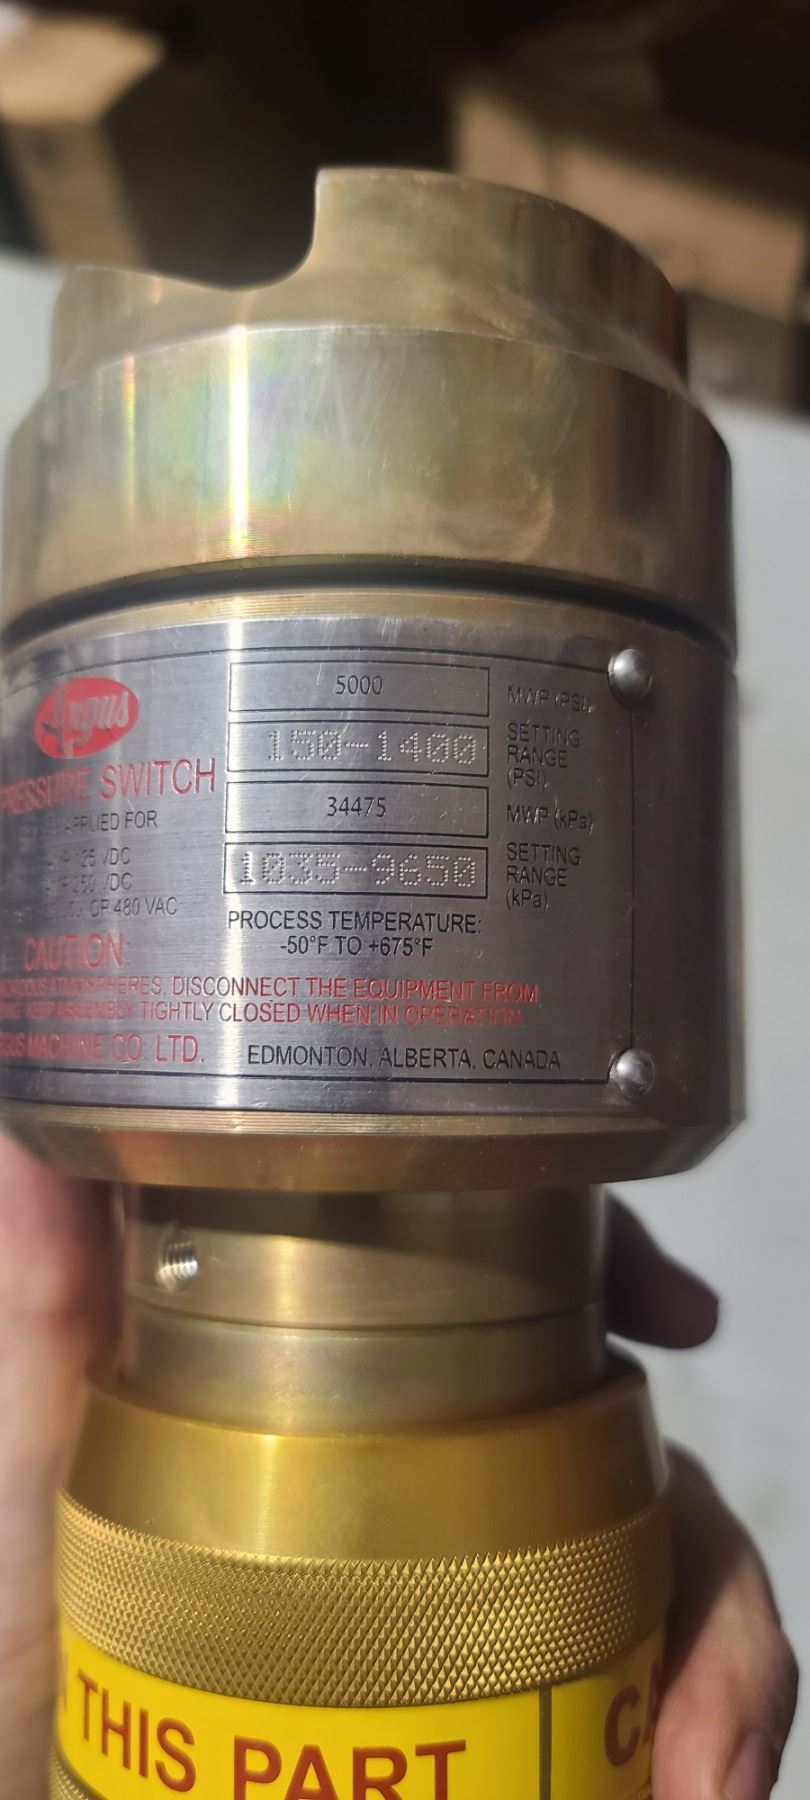 Argus
PRESSURE SWITCH
APPLIED FOR
125 VDC
250 VDC
OR 480 VAC
5000 MWP (PSI)
150-1400 SETTING RANGE (PSI)
34475 MWP (kPa)
1035-9650 SETTING RANGE (kPa)
PROCESS TEMPERATURE:
-50°F TO +675°F
CAUTION:
ATMOSPHERES, DISCONNECT THE EQUIPMENT FROM
ASSEMBLY TIGHTLY CLOSED WHEN IN OPERATION
MACHINE CO. LTD. EDMONTON, ALBERTA, CANADA
THIS PART